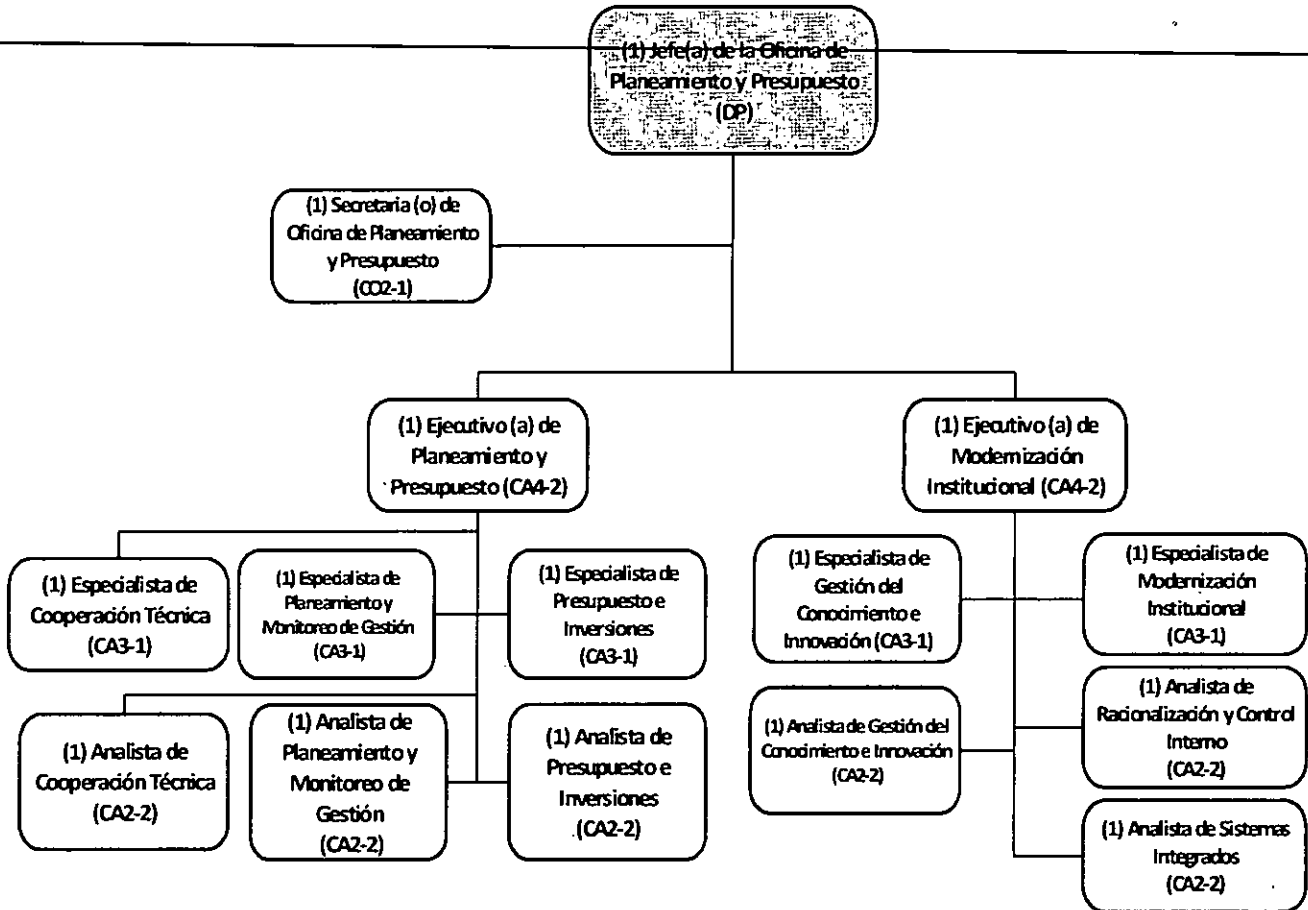 (1) Jefe(a) de la Oficina de
Planeamiento y Presupuesto
(DP)
(1) Secretaria (o) de
Oficina de Planeamiento
y Presupuesto
(CO2-1)
(1) Ejecutivo (a) de
Planeamiento y
Presupuesto (CA4-2)
(1) Ejecutivo (a) de
Modernización
Institucional (CA4-2)
(1) Especialista de
Cooperación Técnica
(CA3-1)
(1) Especialista de
Planeamiento y
Monitoreo de Gestión
(CA3-1)
(1) Especialista de
Presupuesto e
Inversiones
(CA3-1)
(1) Especialista de
Gestión del
Conocimiento e
Innovación (CA3-1)
(1) Especialista de
Modernización
Institucional
(CA3-1)
(1) Analista de
Cooperación Técnica
(CA2-2)
(1) Analista de
Planeamiento y
Monitoreo de
Gestión
(CA2-2)
(1) Analista de
Presupuesto e
Inversiones
(CA2-2)
(1) Analista de Gestión del
Conocimiento e Innovación
(CA2-2)
(1) Analista de
Racionalización y Control
Interno
(CA2-2)
(1) Analista de Sistemas
Integrados
(CA2-2)